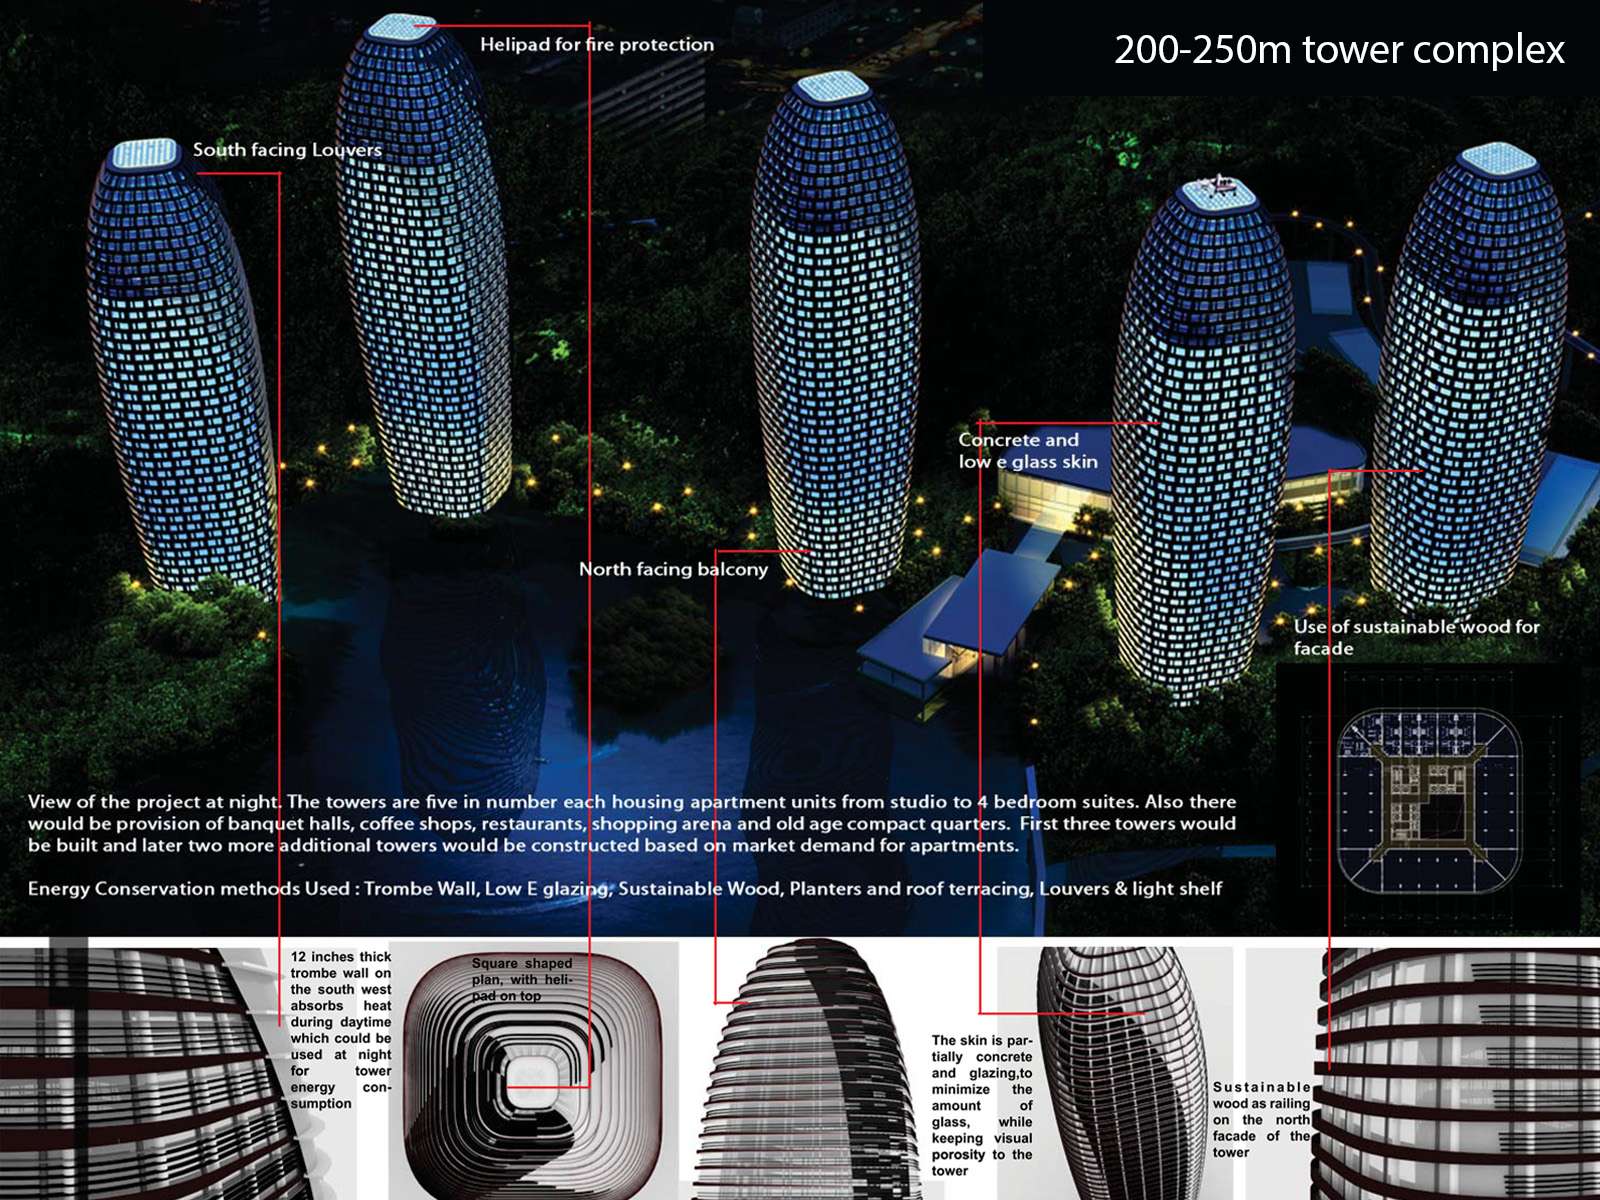 200-250m tower complex
Helipad for fire protection
South facing Louvers
Concrete and
low e glass skin
North facing balcony
Use of sustainable wood for
facade
View of the project at night. The towers are five in number each housing apartment units from studio to 4 bedroom suites. Also there
would be provision of banquet halls, coffee shops, restaurants, shopping arena and old age compact quarters.  First three towers would
be built and later two more additional towers would be constructed based on market demand for apartments.
Energy Conservation methods Used : Trombe Wall, Low E glazing, Sustainable Wood, Planters and roof terracing, Louvers & light shelf
12 inches thick
trombe wall on
the south west
absorbs heat
during daytime
which could be
used at night
for tower
energy con-
sumption
Square shaped
plan, with heli-
pad on top
The skin is par-
tially concrete
and glazing,to
minimize the
amount of
glass, while
keeping visual
porosity to the
tower
Sustainable
wood as railing
on the north
facade of the
tower